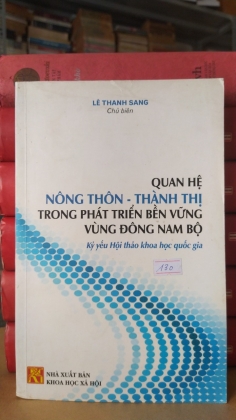 LÊ THANH SANG
Chủ biên
QUAN HỆ
NÔNG THÔN - THÀNH THỊ
TRONG PHÁT TRIỂN BỀN VỮNG
VÙNG ĐÔNG NAM BỘ
Kỷ yếu Hội thảo khoa học quốc gia
130
NHÀ XUẤT BẢN
KHOA HỌC XÃ HỘI